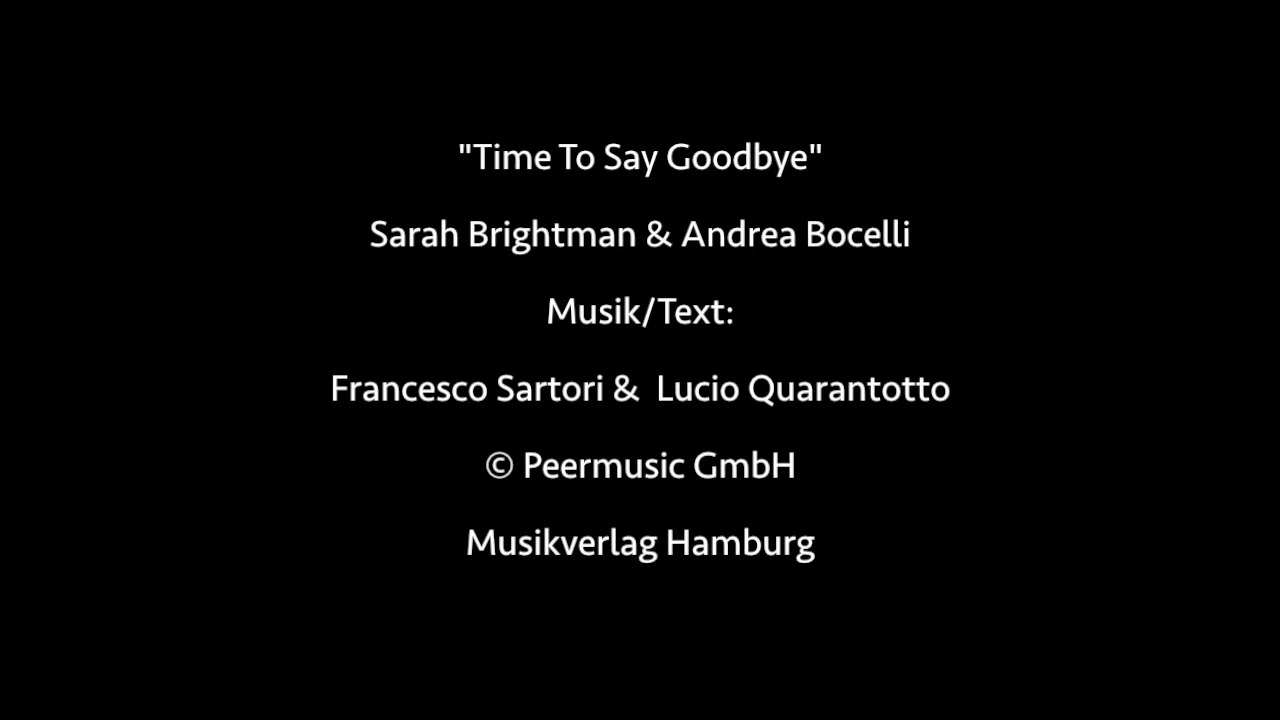 "Time To Say Goodbye"
Sarah Brightman & Andrea Bocelli
Musik/Text:
Francesco Sartori &  Lucio Quarantotto
© Peermusic GmbH
Musikverlag Hamburg